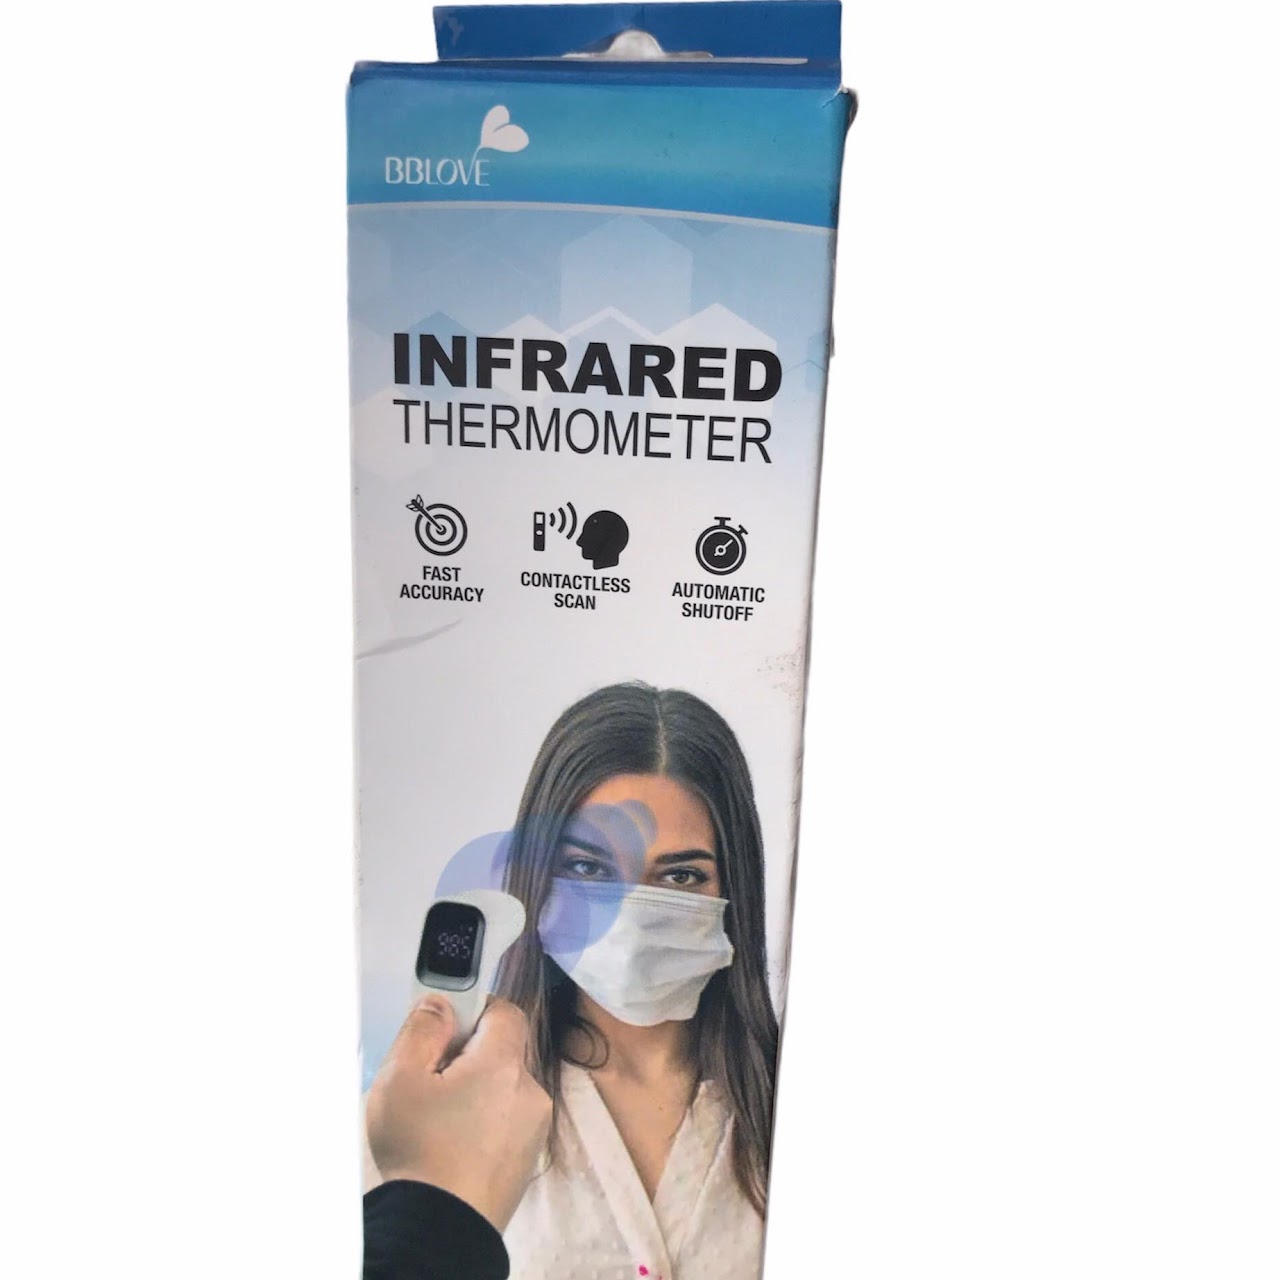 BBLOVE
INFRARED
THERMOMETER
FAST
ACCURACY
CONTACTLESS
SCAN
AUTOMATIC
SHUTOFF
98.5